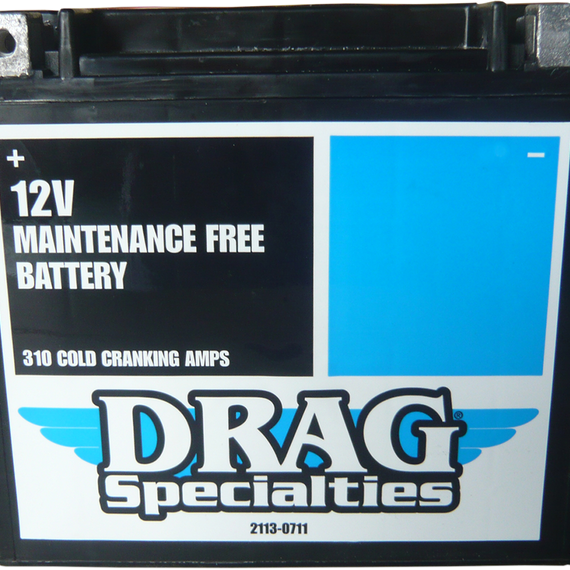 +
−
12V
MAINTENANCE FREE
BATTERY
310 COLD CRANKING AMPS
DRAG®
Specialties
2113-0711